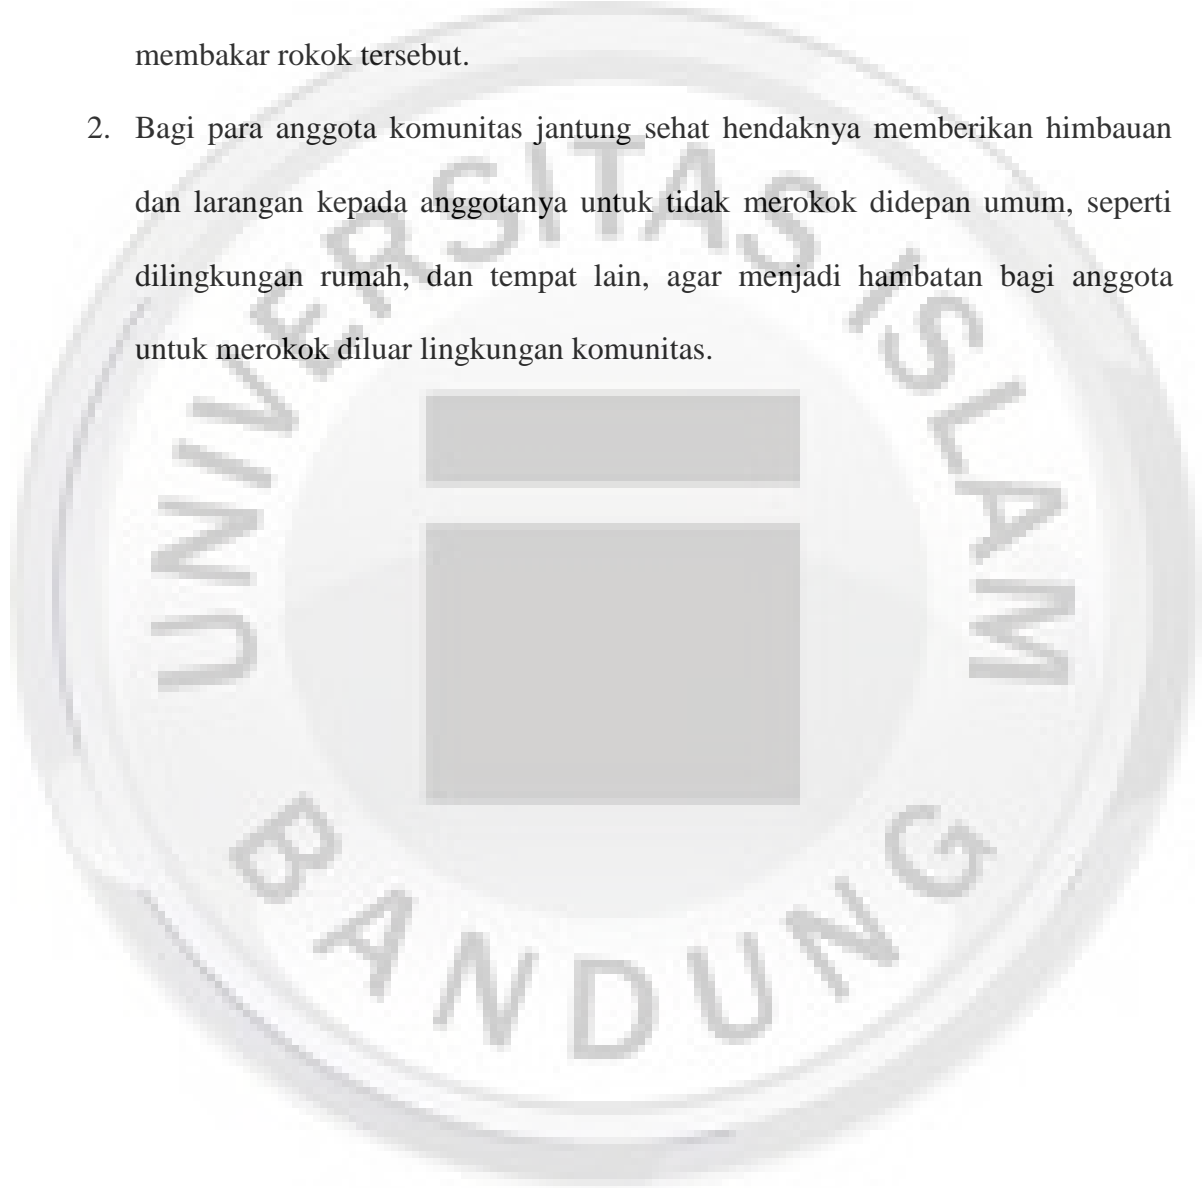 membakar rokok tersebut.
2. Bagi para anggota komunitas jantung sehat hendaknya memberikan himbauan
dan larangan kepada anggotanya untuk tidak merokok didepan umum, seperti
dilingkungan rumah, dan tempat lain, agar menjadi hambatan bagi anggota
untuk merokok diluar lingkungan komunitas.
UNIVERSITAS ISLAM
BANDUNG